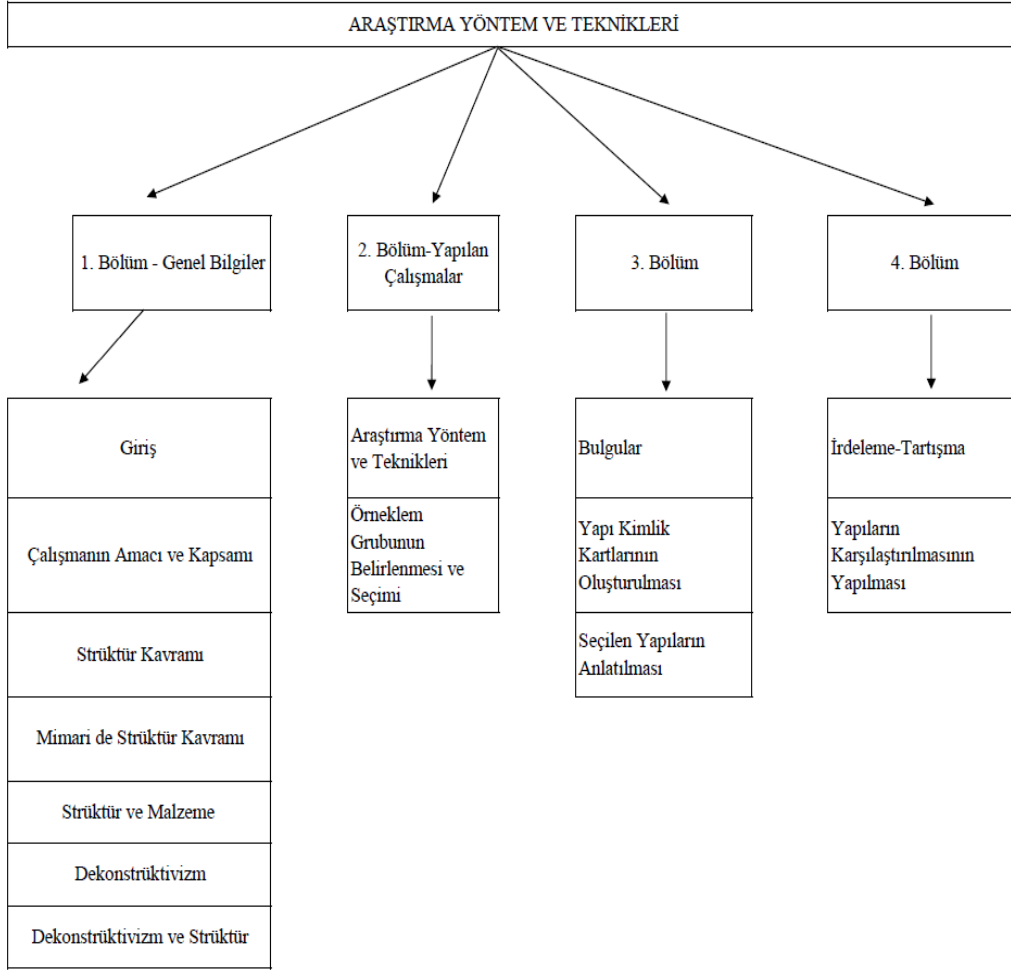 ARAŞTIRMA YÖNTEM VE TEKNİKLERİ
1. Bölüm - Genel Bilgiler
2. Bölüm-Yapılan
Çalışmalar
3. Bölüm
4. Bölüm
Giriş
Çalışmanın Amacı ve Kapsamı
Strüktür Kavramı
Mimari de Strüktür Kavramı
Strüktür ve Malzeme
Dekonstrüktivizm
Dekonstrüktivizm ve Strüktür
Araştırma Yöntem
ve Teknikleri
Örneklem
Grubunun
Belirlenmesi ve
Seçimi
Bulgular
Yapı Kimlik
Kartlarının
Oluşturulması
Seçilen Yapıların
Anlatılması
İrdeleme-Tartışma
Yapıların
Karşılaştırılmasının
Yapılması